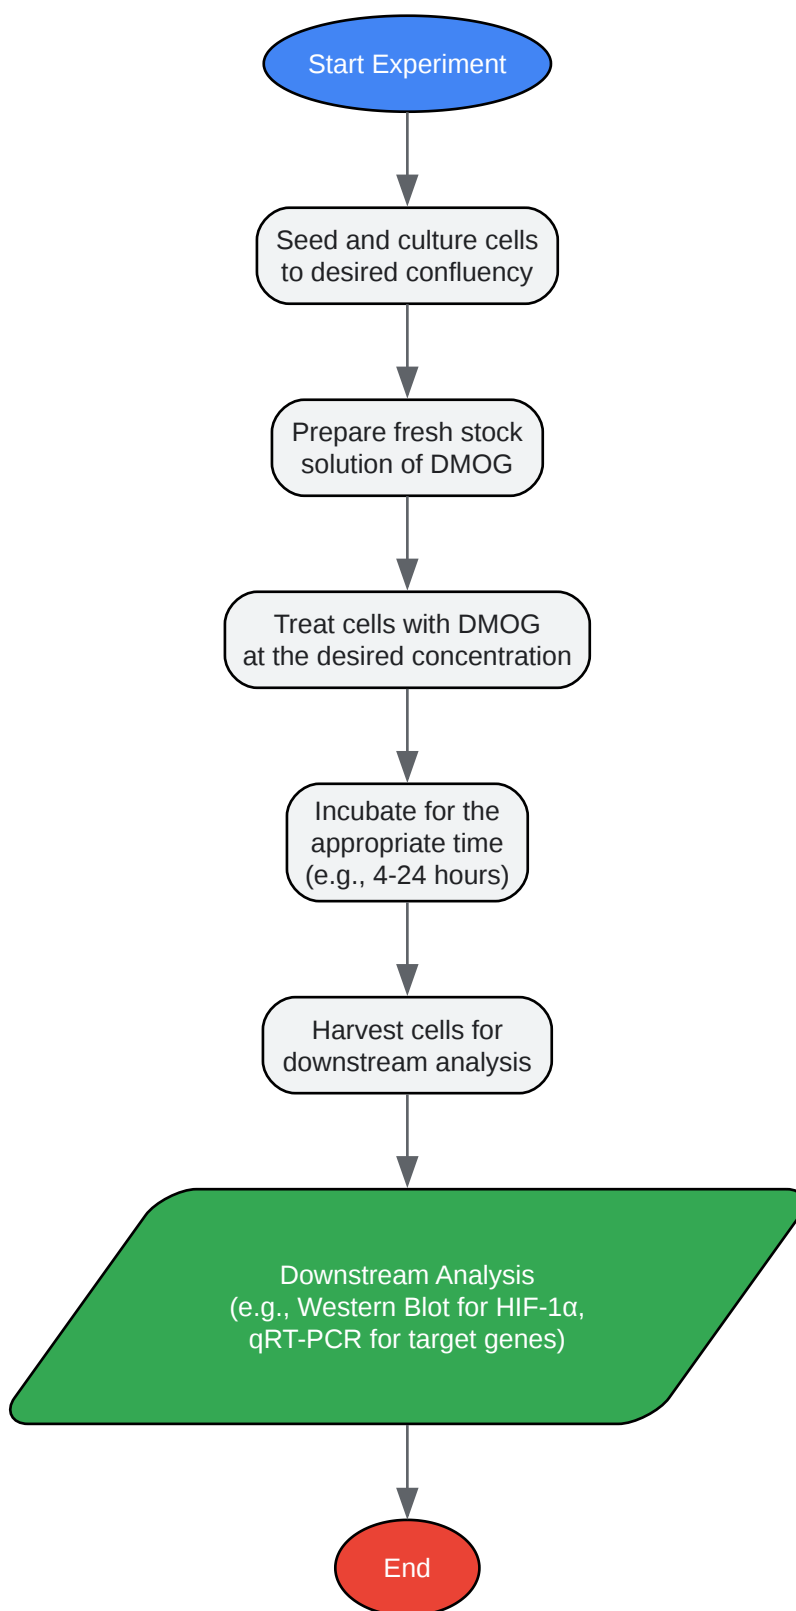 Start Experiment
Seed and culture cells
to desired confluency
Prepare fresh stock
solution of DMOG
Treat cells with DMOG
at the desired concentration
Incubate for the
appropriate time
(e.g., 4-24 hours)
Harvest cells for
downstream analysis
Downstream Analysis
(e.g., Western Blot for HIF-1α,
qRT-PCR for target genes)
End